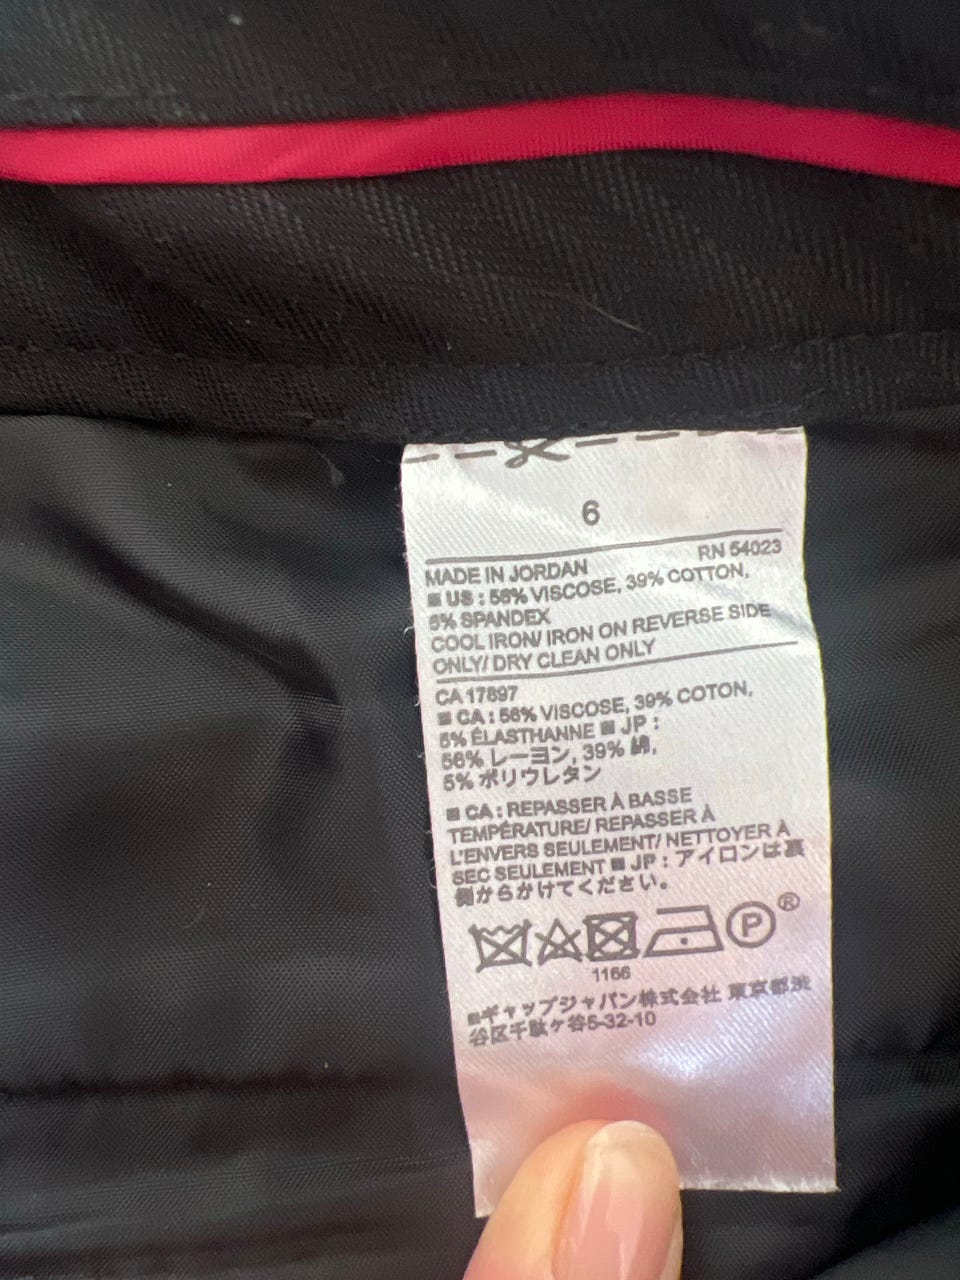 6
RN 54023
MADE IN JORDAN
■ US : 56% VISCOSE, 39% COTTON,
5% SPANDEX
COOL IRON/ IRON ON REVERSE SIDE
ONLY/ DRY CLEAN ONLY
CA 17897
■ CA : 56% VISCOSE, 39% COTON,
5% ÉLASTHANNE ■ JP :
56% レーヨン, 39% 綿,
5% ポリウレタン
■ CA : REPASSER À BASSE
TEMPÉRATURE/ REPASSER À
L'ENVERS SEULEMENT/ NETTOYER À
SEC SEULEMENT ■ JP : アイロンは裏
側からかけてください。
P ®
1166
■ギャップジャパン株式会社 東京都渋
谷区千駄ケ谷5-32-10